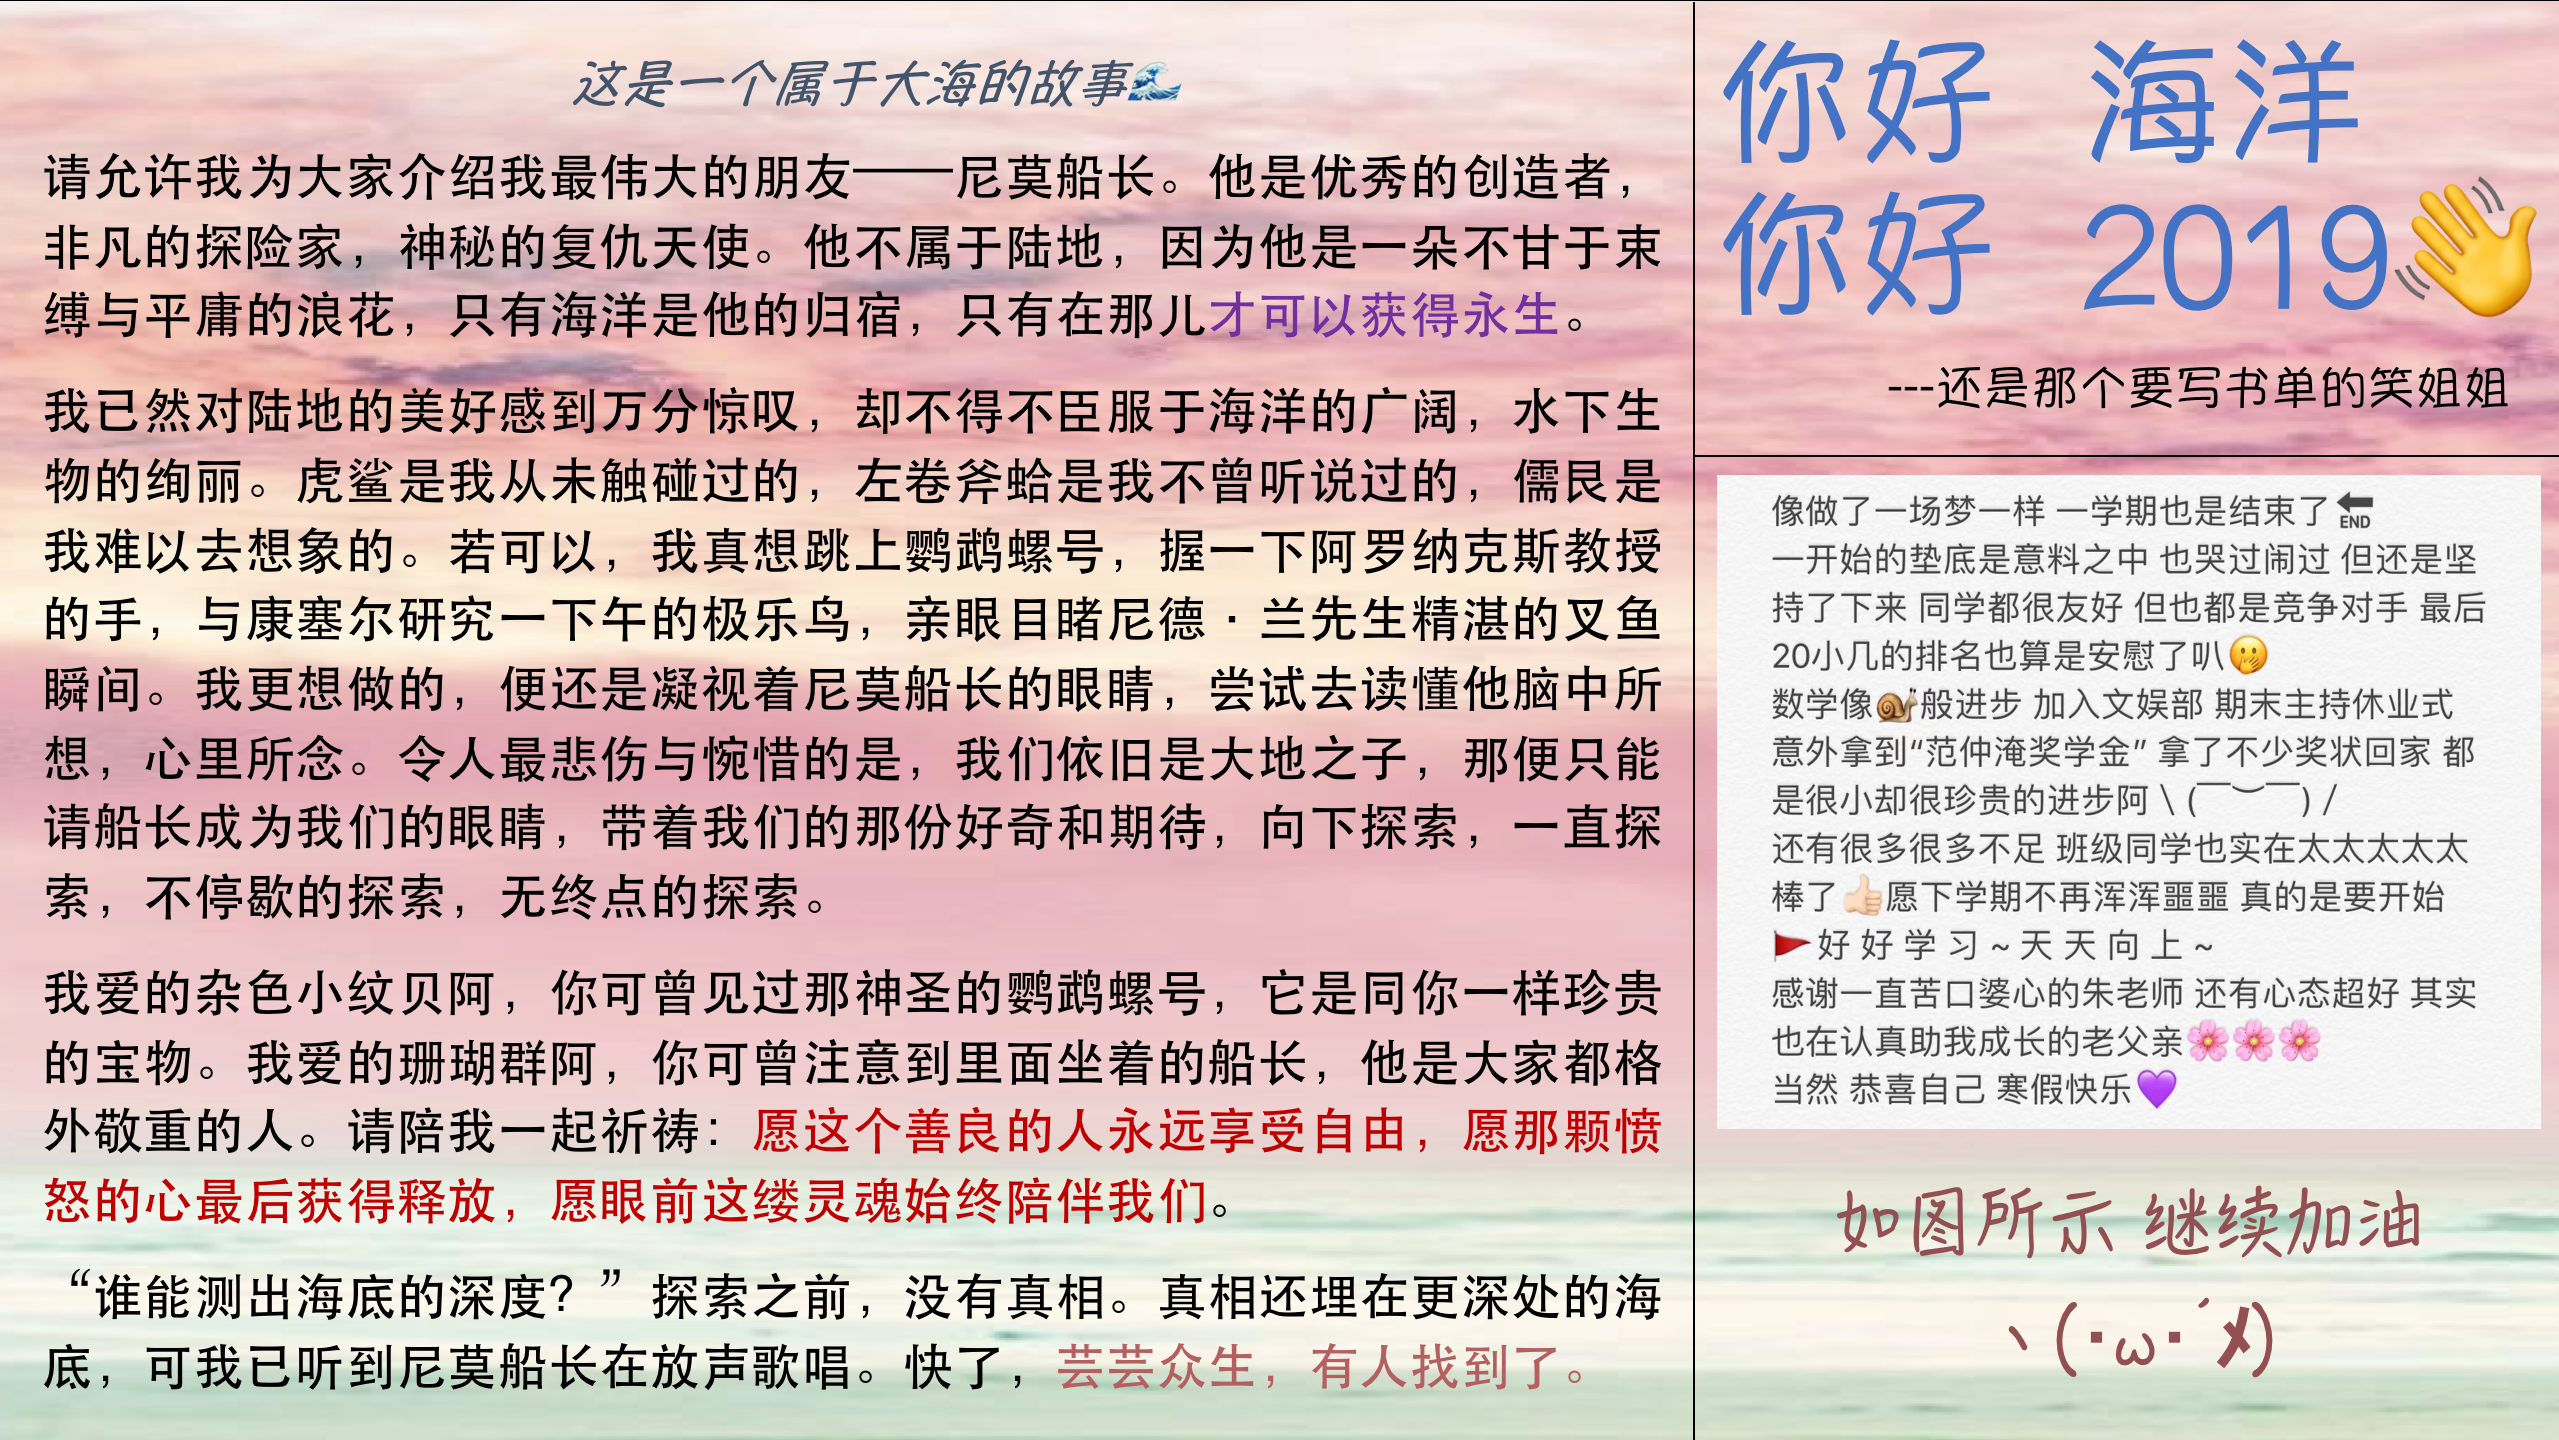 这是一个属于大海的故事🌊
请允许我为大家介绍我最伟大的朋友——尼莫船长。他是优秀的创造者，
非凡的探险家，神秘的复仇天使。他不属于陆地，因为他是一朵不甘于束
缚与平庸的浪花，只有海洋是他的归宿，只有在那儿才可以获得永生。
我已然对陆地的美好感到万分惊叹，却不得不臣服于海洋的广阔，水下生
物的绚丽。虎鲨是我从未触碰过的，左卷斧蛤是我不曾听说过的，儒艮是
我难以去想象的。若可以，我真想跳上鹦鹉螺号，握一下阿罗纳克斯教授
的手，与康塞尔研究一下午的极乐鸟，亲眼目睹尼德·兰先生精湛的叉鱼
瞬间。我更想做的，便还是凝视着尼莫船长的眼睛，尝试去读懂他脑中所
想，心里所念。令人最悲伤与惋惜的是，我们依旧是大地之子，那便只能
请船长成为我们的眼睛，带着我们的那份好奇和期待，向下探索，一直探
索，不停歇的探索，无终点的探索。
我爱的杂色小纹贝阿，你可曾见过那神圣的鹦鹉螺号，它是同你一样珍贵
的宝物。我爱的珊瑚群阿，你可曾注意到里面坐着的船长，他是大家都格
外敬重的人。请陪我一起祈祷：愿这个善良的人永远享受自由，愿那颗愤
怒的心最后获得释放，愿眼前这缕灵魂始终陪伴我们。
“谁能测出海底的深度？”探索之前，没有真相。真相还埋在更深处的海
底，可我已听到尼莫船长在放声歌唱。快了，芸芸众生，有人找到了。
你好 海洋
你好 2019👋
---还是那个要写书单的笑姐姐
像做了一场梦一样 一学期也是结束了🔚
一开始的垫底是意料之中 也哭过闹过 但还是坚
持了下来 同学都很友好 但也都是竞争对手 最后
20小几的排名也算是安慰了叭🤭
数学像🐌般进步 加入文娱部 期末主持休业式
意外拿到“范仲淹奖学金” 拿了不少奖状回家 都
是很小却很珍贵的进步阿 \ (￣︶￣) /
还有很多很多不足 班级同学也实在太太太太太
棒了👍🏻愿下学期不再浑浑噩噩 真的是要开始
🚩好 好 学 习 ~ 天 天 向 上 ~
感谢一直苦口婆心的朱老师 还有心态超好 其实
也在认真助我成长的老父亲🌸🌸🌸
当然 恭喜自己 寒假快乐💜
如图所示 继续加油
ヽ(･ω･´メ)